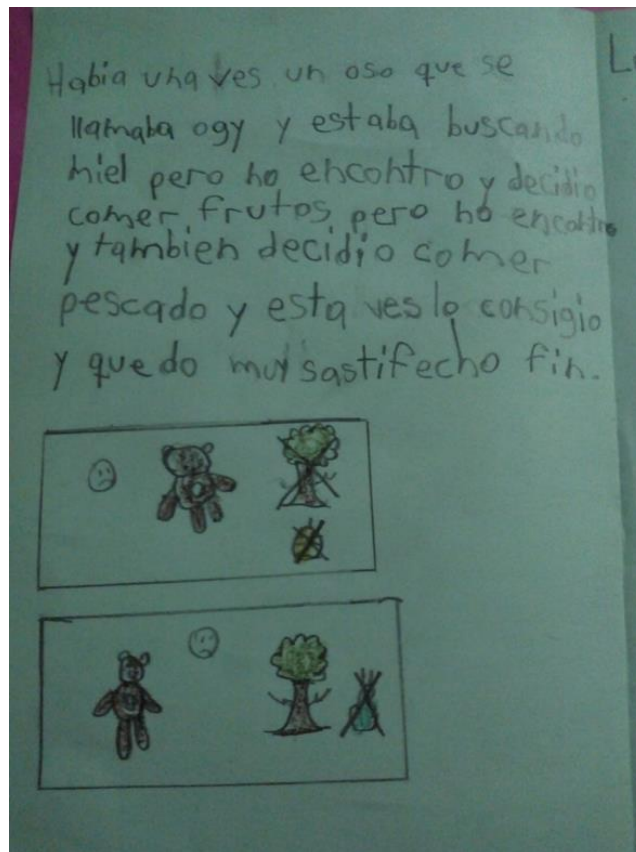 Habia una ves un oso que se
llamaba ogy y estaba buscando
miel pero no encontro y decidio
comer frutos pero no encontro
y tambien decidio comer
pescado y esta ves lo consigio
y quedo muy sastifecho fin.